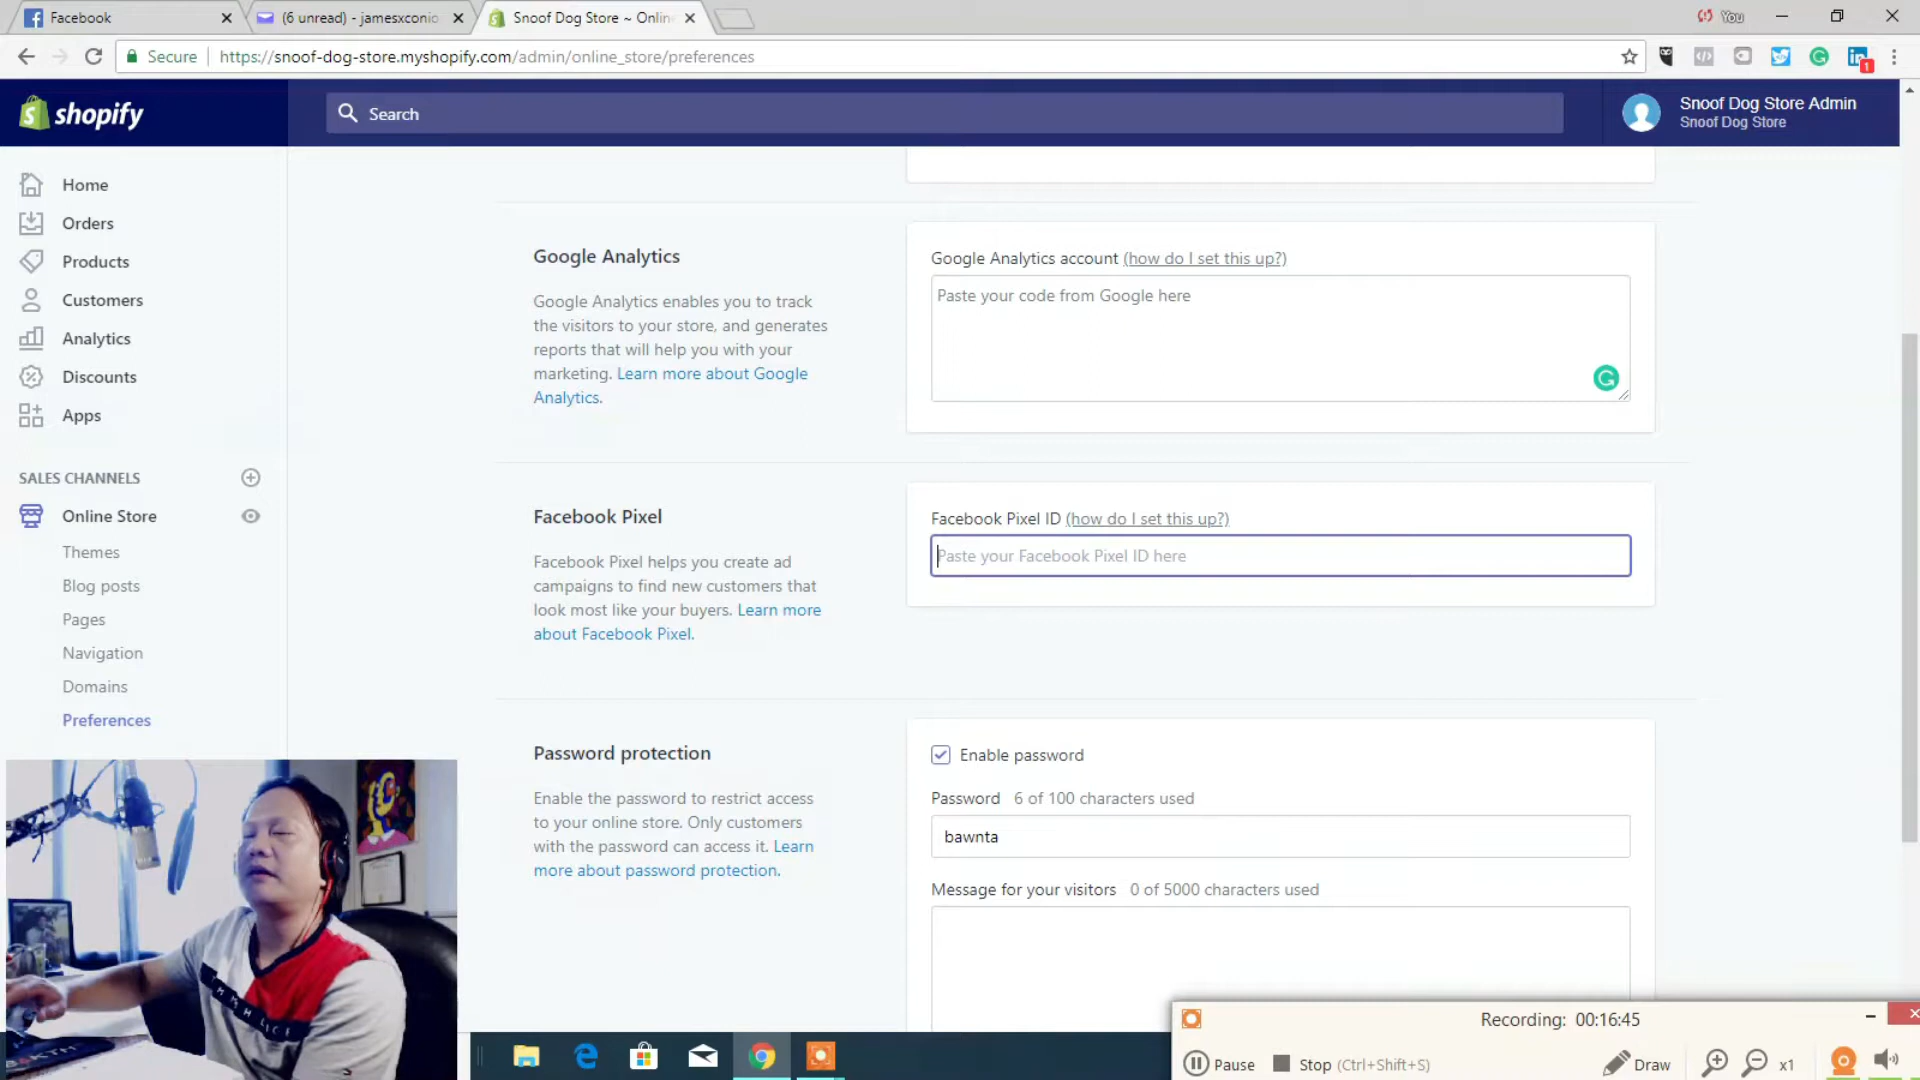 Facebook
(6 unread) - jamesxconio
Snoof Dog Store ~ Onlin
You
Secure
https://snoof-dog-store.myshopify.com/admin/online_store/preferences
1
shopify
Search
Snoof Dog Store Admin
Snoof Dog Store
Home
Orders
Products
Customers
Analytics
Discounts
Apps
SALES CHANNELS
Online Store
Themes
Blog posts
Pages
Navigation
Domains
Preferences
Google Analytics
Google Analytics enables you to track
the visitors to your store, and generates
reports that will help you with your
marketing. Learn more about Google
Analytics.
Google Analytics account (how do I set this up?)
Paste your code from Google here
Facebook Pixel
Facebook Pixel helps you create ad
campaigns to find new customers that
look most like your buyers. Learn more
about Facebook Pixel.
Facebook Pixel ID (how do I set this up?)
Paste your Facebook Pixel ID here
Password protection
Enable the password to restrict access
to your online store. Only customers
with the password can access it. Learn
more about password protection.
Enable password
Password 6 of 100 characters used
bawnta
Message for your visitors 0 of 5000 characters used
Recording: 00:16:45
Pause
Stop (Ctrl+Shift+S)
Draw
x1